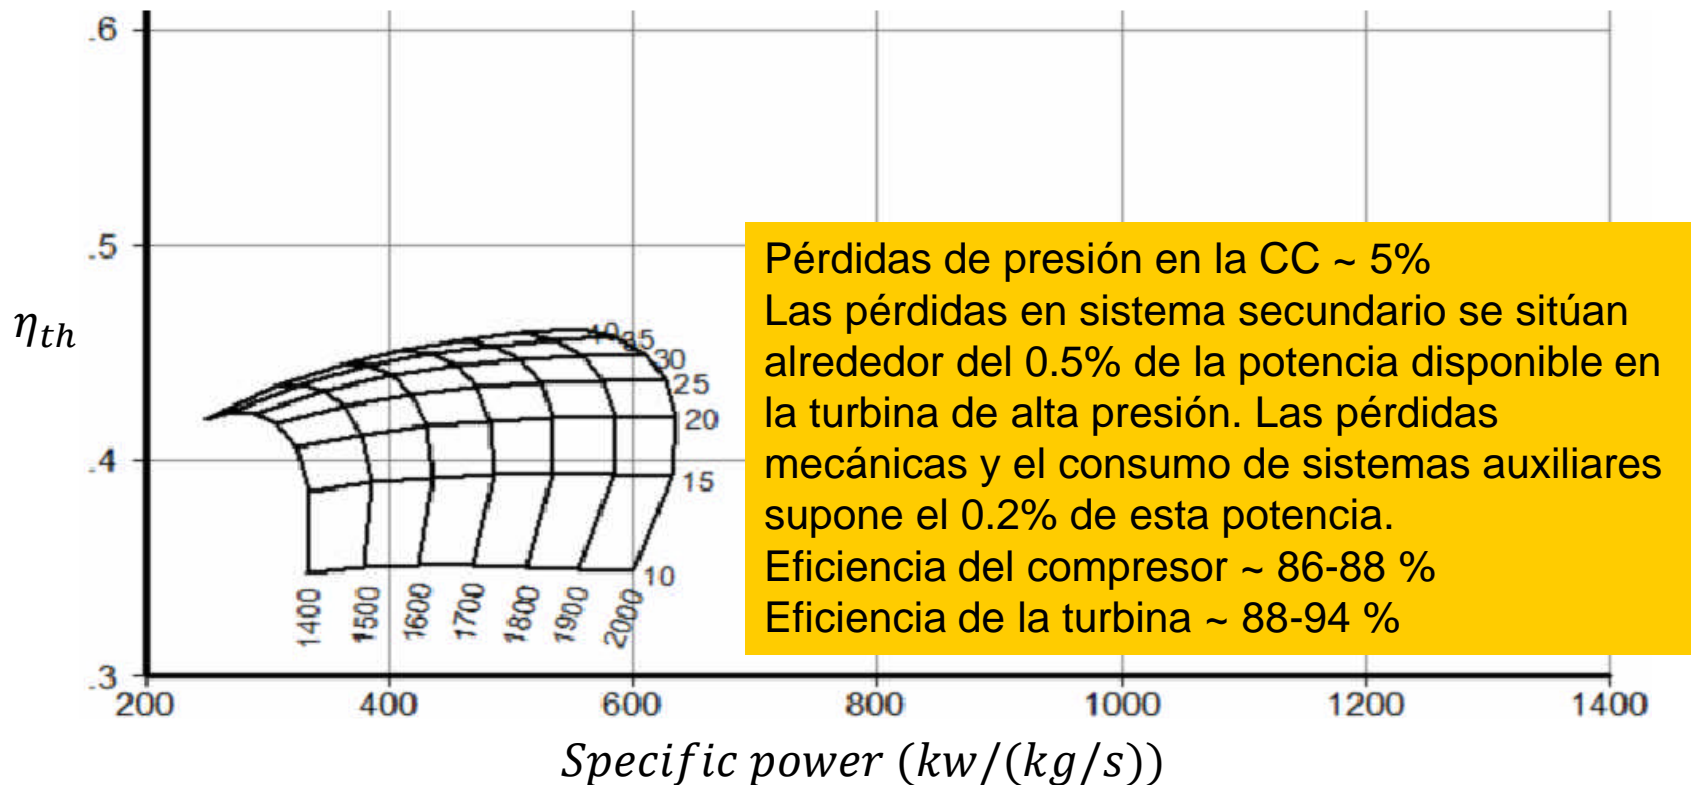 .6
.5
η_th
.4
.3
40
35
30
25
20
15
10
1400
1500
1600
1700
1800
1900
2000
200
400
600
800
1000
1200
1400
Specific power (kw/(kg/s))
Pérdidas de presión en la CC ~ 5%
Las pérdidas en sistema secundario se sitúan
alrededor del 0.5% de la potencia disponible en
la turbina de alta presión. Las pérdidas
mecánicas y el consumo de sistemas auxiliares
supone el 0.2% de esta potencia.
Eficiencia del compresor ~ 86-88 %
Eficiencia de la turbina ~ 88-94 %